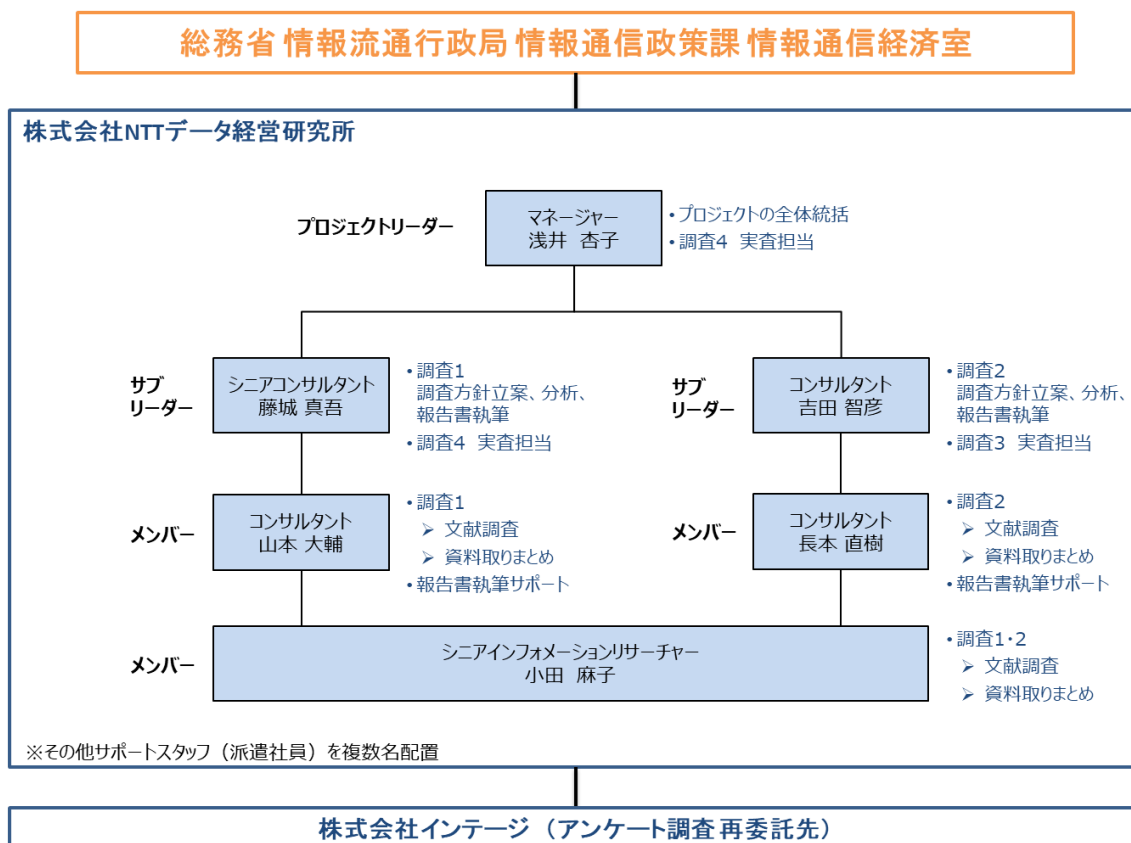 総務省 情報流通行政局 情報通信政策課 情報通信経済室
株式会社NTTデータ経営研究所
プロジェクトリーダー
マネージャー
浅井 杏子
・プロジェクトの全体統括
・調査4 実査担当
サブ
リーダー
シニアコンサルタント
藤城 真吾
・調査1
調査方針立案、分析、
報告書執筆
・調査4 実査担当
サブ
リーダー
コンサルタント
吉田 智彦
・調査2
調査方針立案、分析、
報告書執筆
・調査3 実査担当
メンバー
コンサルタント
山本 大輔
・調査1
➢ 文献調査
➢ 資料取りまとめ
・報告書執筆サポート
メンバー
コンサルタント
長本 直樹
・調査2
➢ 文献調査
➢ 資料取りまとめ
・報告書執筆サポート
メンバー
シニアインフォメーションリサーチャー
小田 麻子
・調査1・2
➢ 文献調査
➢ 資料取りまとめ
※その他サポートスタッフ（派遣社員）を複数名配置
株式会社インテージ （アンケート調査 再委託先）